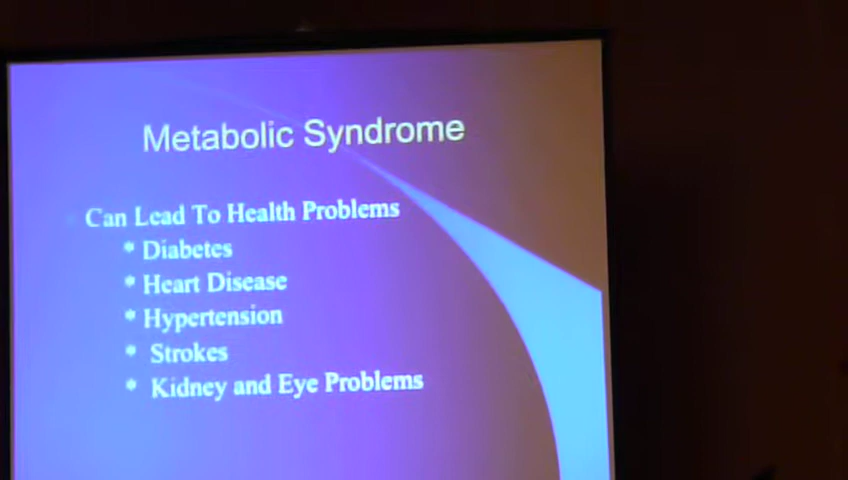 Metabolic Syndrome
Can Lead To Health Problems
* Diabetes
* Heart Disease
* Hypertension
* Strokes
* Kidney and Eye Problems